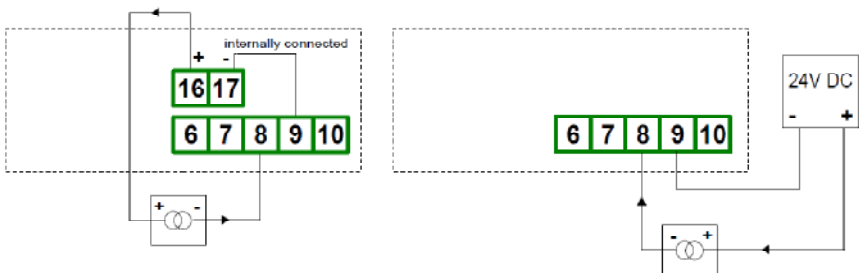 internally connected
+ -
16 17
6 7 8 9 10
+ -
24V DC
- +
6 7 8 9 10
- +